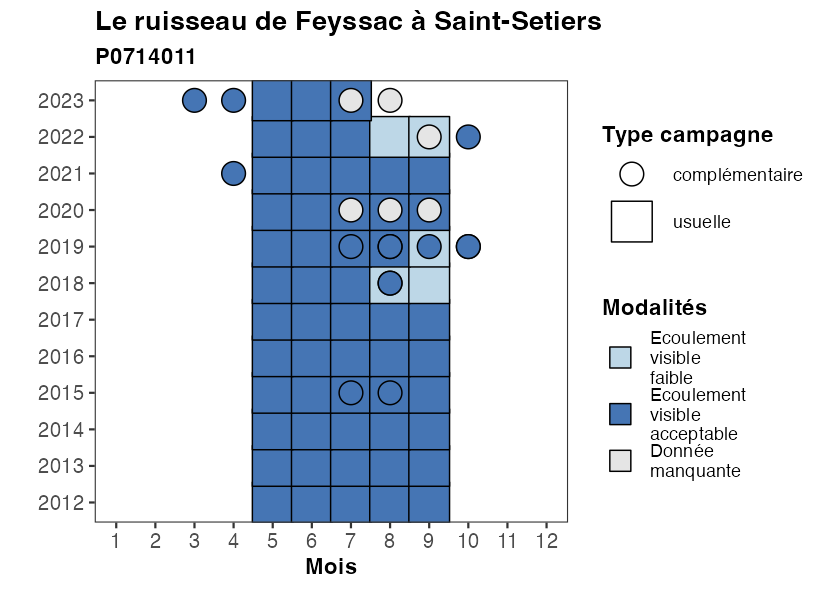 Le ruisseau de Feyssac à Saint-Setiers
P0714011
2023
2022
2021
2020
2019
2018
2017
2016
2015
2014
2013
2012
1 2 3 4 5 6 7 8 9 10 11 12
Mois
Type campagne
complémentaire
usuelle
Modalités
Ecoulement
visible
faible
Ecoulement
visible
acceptable
Donnée
manquante